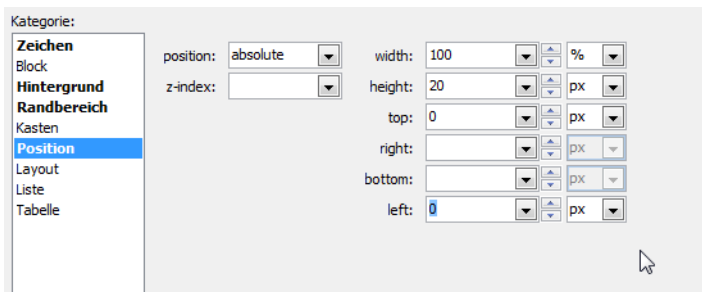 Kategorie:
Zeichen
Block
Hintergrund
Randbereich
Kasten
Position
Layout
Liste
Tabelle
position: absolute
z-index:
width: 100 %
height: 20 px
top: 0 px
right: px
bottom: px
left: 0 px